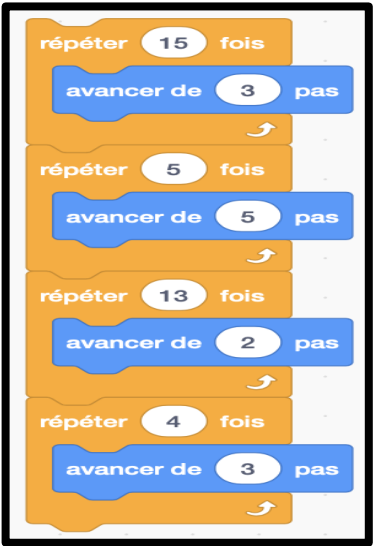 répéter 15 fois
avancer de 3 pas
répéter 5 fois
avancer de 5 pas
répéter 13 fois
avancer de 2 pas
répéter 4 fois
avancer de 3 pas